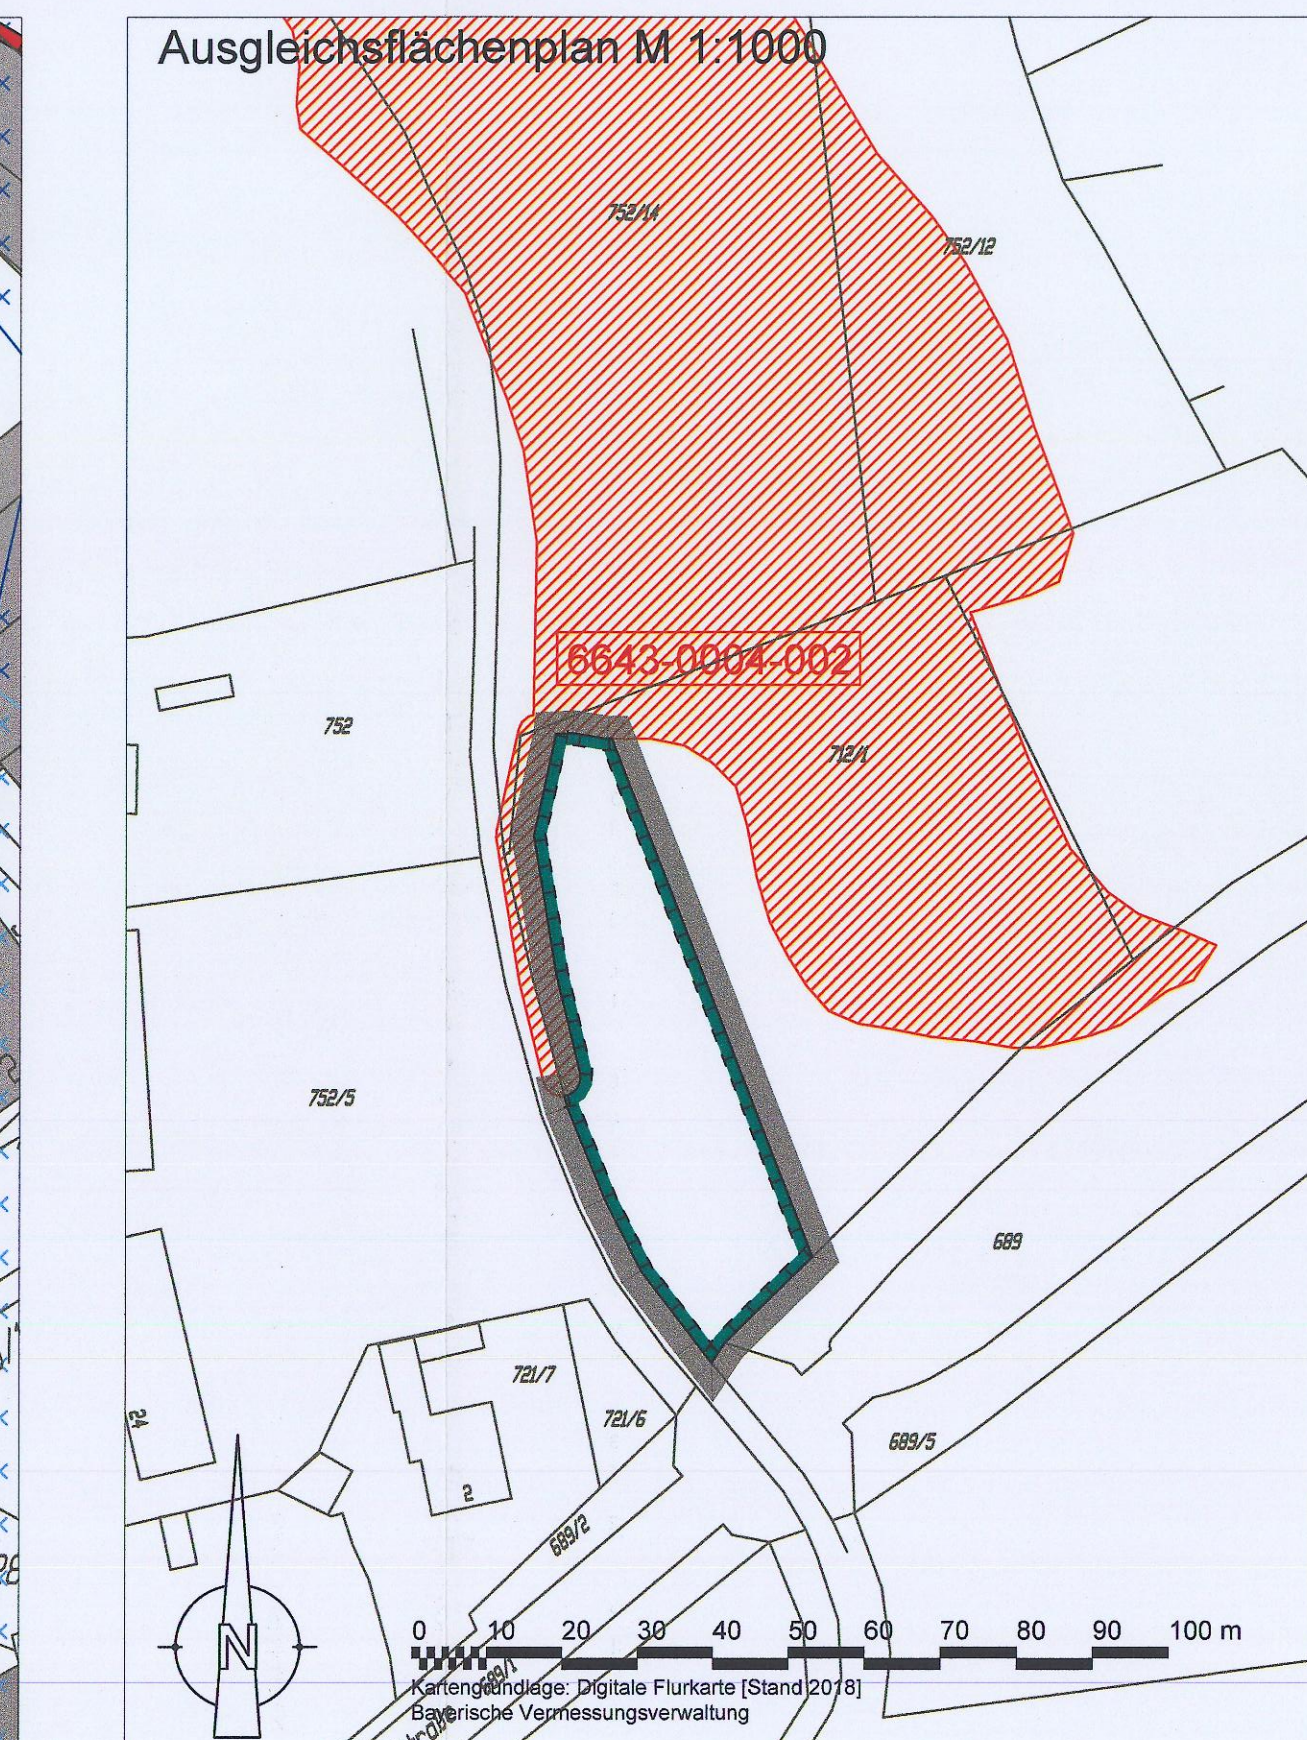 Ausgleichsflächenplan M 1:1000
752/14
752/12
6643-0004-002
752
712/1
752/5
689
721/7
721/6
24
689/5
2
689/2
N
0 10 20 30 40 50 60 70 80 90 100 m
689/1
Kartengrundlage: Digitale Flurkarte [Stand 2018]
Bayerische Vermessungsverwaltung